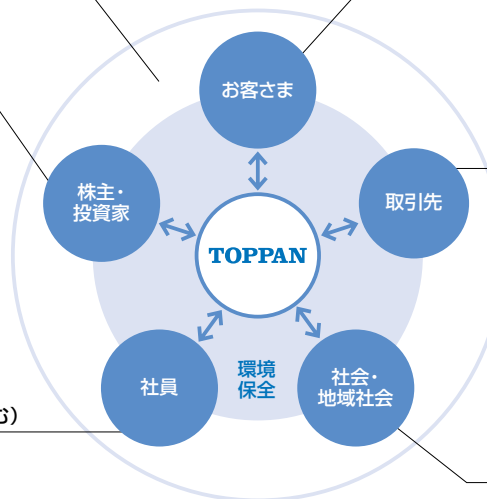 お客さま
株主・
投資家
取引先
TOPPAN
環境
保全
社員
社会・
地域社会
む）